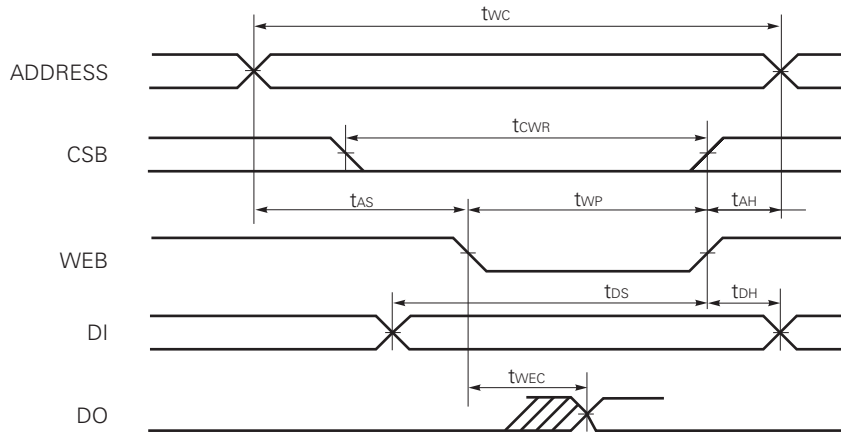 tWC
ADDRESS
tCWR
CSB
tAS tWP tAH
WEB
tDS tDH
DI
tWEC
DO